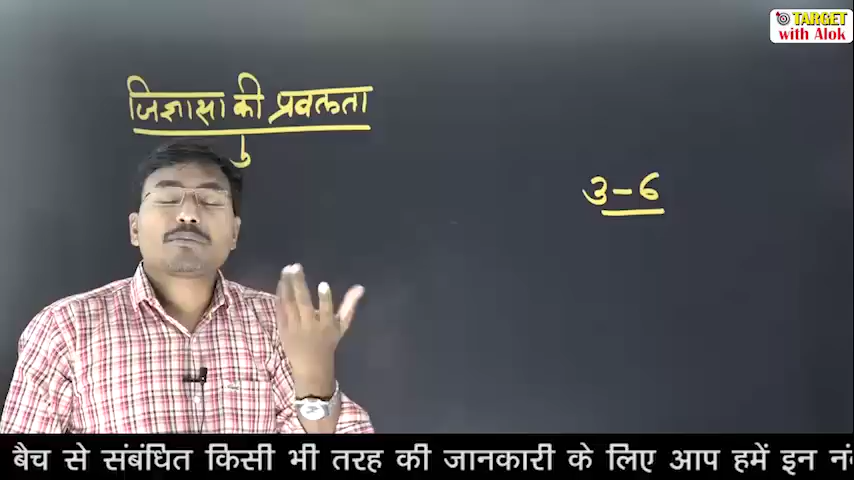 TARGET
with Alok
जिज्ञासा की प्रबलता
3-6
बैच से संबंधित किसी भी तरह की जानकारी के लिए आप हमें इन नं